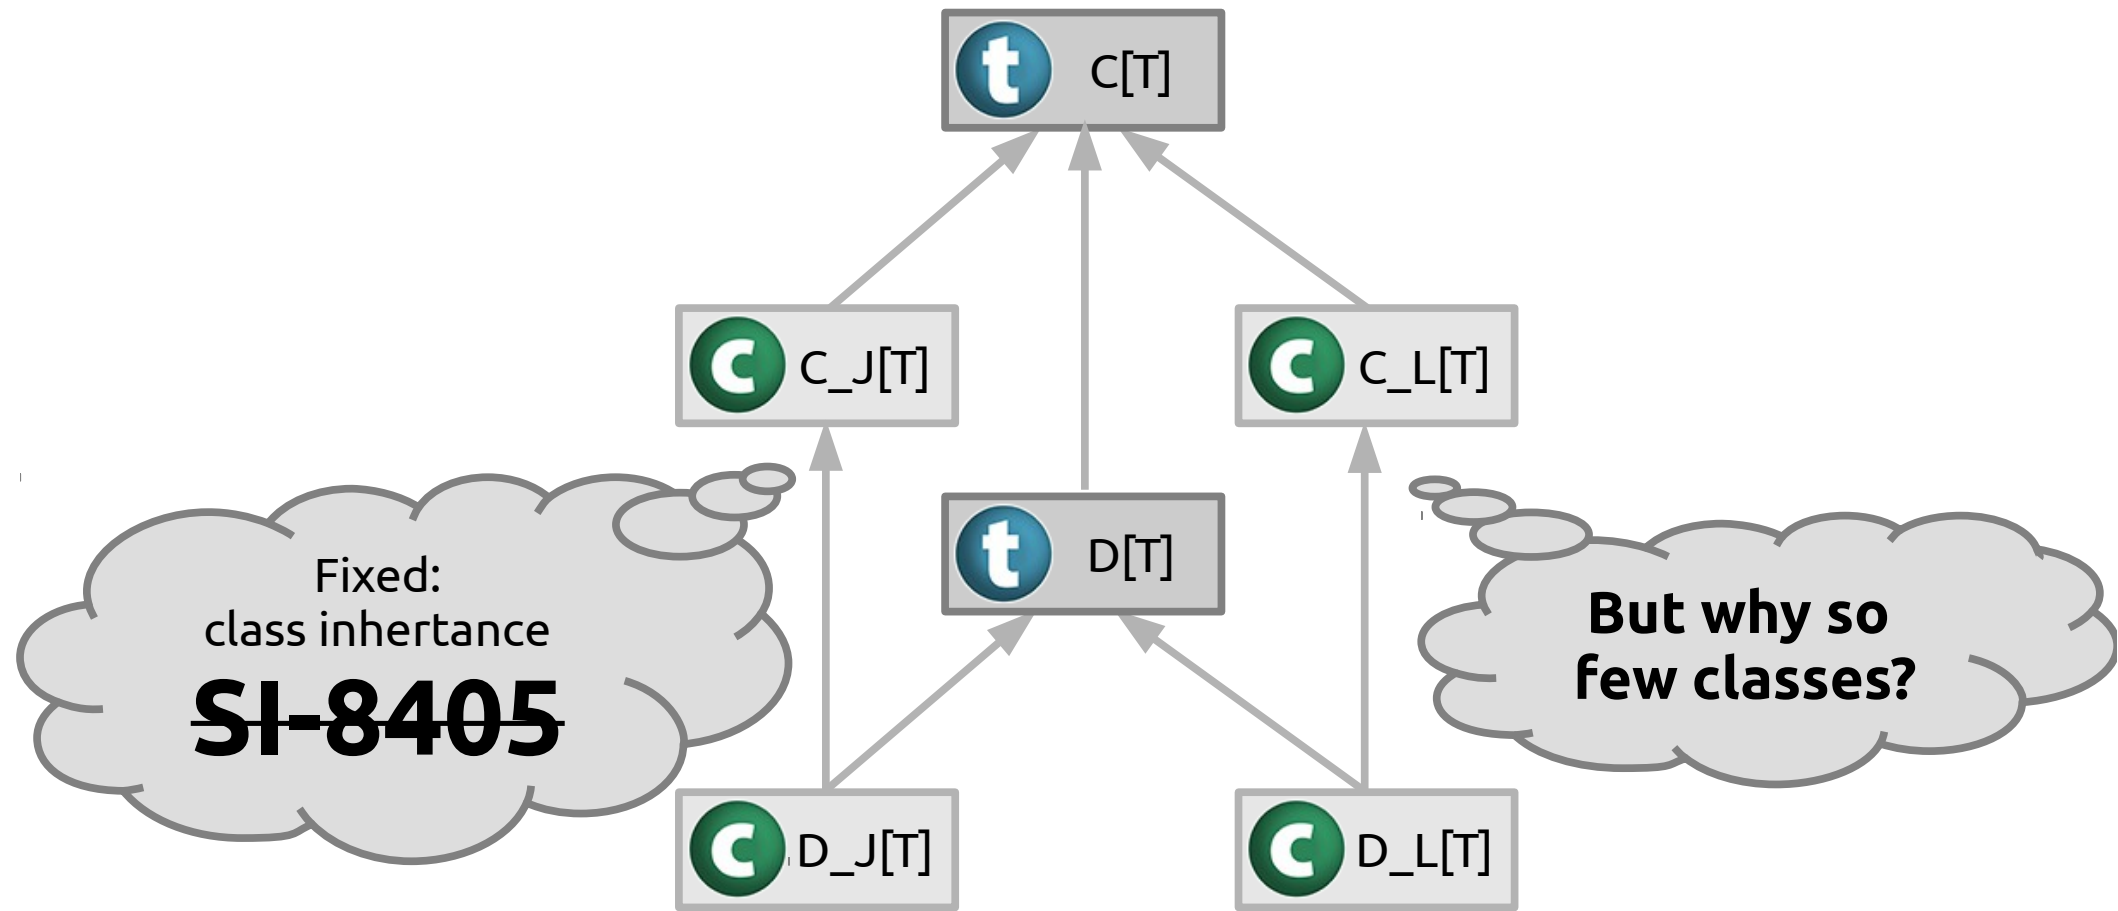 t C[T]
c C_J[T]
c C_L[T]
t D[T]
Fixed:
class inhertance
SI-8405
But why so
few classes?
c D_J[T]
c D_L[T]